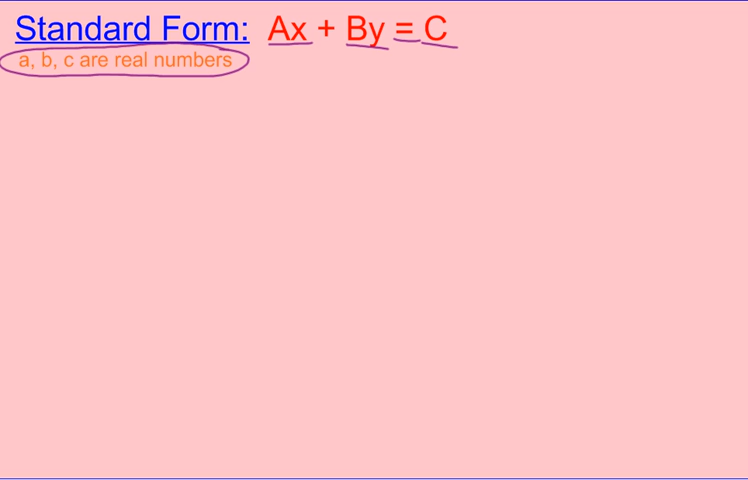 Standard Form: Ax + By = C
a, b, c are real numbers